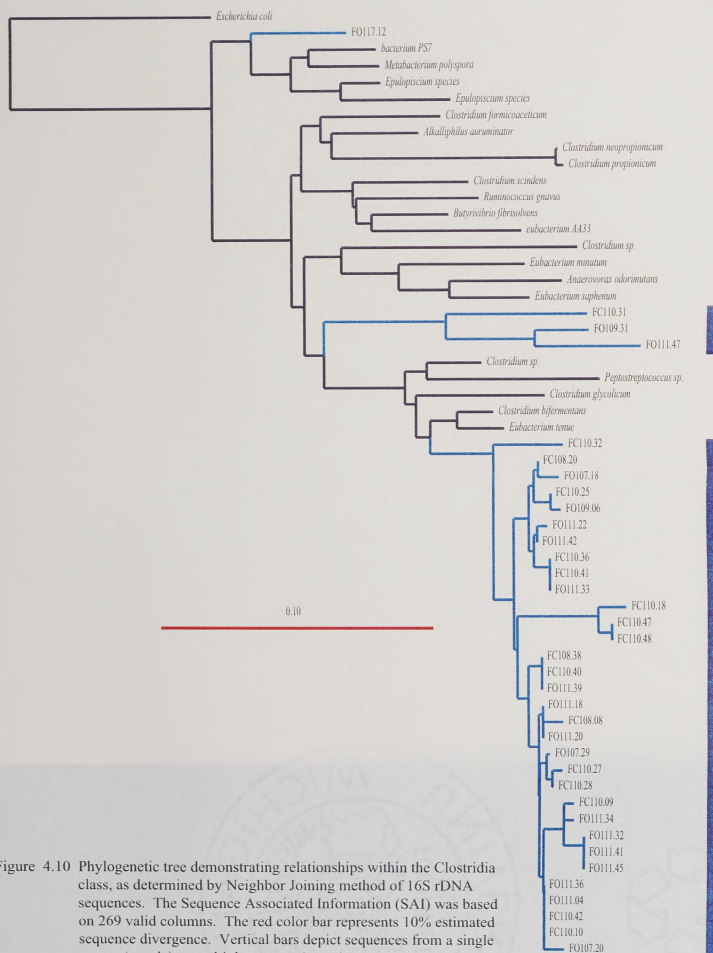 Escherichia coli
FO117.12
bacterium PS7
Metabacterium polyspora
Epulopiscium species
Epulopiscium species
Clostridium formicoaceticum
Alkalliphilus auruminator
Clostridium neopropionicum
Clostridium propionicum
Clostridium scindens
Ruminococcus gnavus
Butyrivibrio fibrisolvens
eubacterium AA33
Clostridium sp.
Eubacterium minutum
Anaerovorax odorimutans
Eubacterium saphenum
FC110.31
FO109.31
FO111.47
Clostridium sp.
Peptostreptococcus sp.
Clostridium glycolicum
Clostridium bifermentans
Eubacterium tenue
FC110.32
FC108.20
FO107.18
FC110.25
FO109.06
FO111.22
FO111.42
FC110.36
FC110.41
FO111.33
0.10
FC110.18
FC110.47
FC110.48
FC108.38
FC110.40
FO111.39
FO111.18
FC108.08
FO111.20
FO107.29
FC110.27
FC110.28
FC110.09
FO111.34
FO111.32
FO111.41
FO111.45
FO111.36
FO111.04
FC110.42
FC110.10
FO107.20
Figure 4.10 Phylogenetic tree demonstrating relationships within the Clostridia
class, as determined by Neighbor Joining method of 16S rDNA
sequences. The Sequence Associated Information (SAI) was based
on 269 valid columns. The red color bar represents 10% estimated
sequence divergence. Vertical bars depict sequences from a single